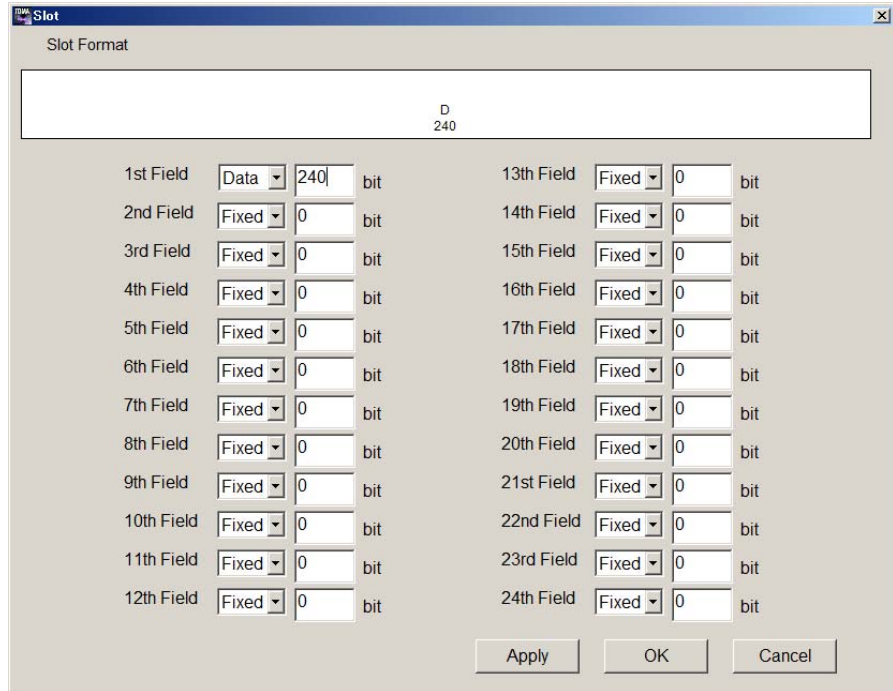 TDMA Slot
Slot Format
D
240
1st Field Data 240 bit 13th Field Fixed 0 bit
2nd Field Fixed 0 bit 14th Field Fixed 0 bit
3rd Field Fixed 0 bit 15th Field Fixed 0 bit
4th Field Fixed 0 bit 16th Field Fixed 0 bit
5th Field Fixed 0 bit 17th Field Fixed 0 bit
6th Field Fixed 0 bit 18th Field Fixed 0 bit
7th Field Fixed 0 bit 19th Field Fixed 0 bit
8th Field Fixed 0 bit 20th Field Fixed 0 bit
9th Field Fixed 0 bit 21st Field Fixed 0 bit
10th Field Fixed 0 bit 22nd Field Fixed 0 bit
11th Field Fixed 0 bit 23rd Field Fixed 0 bit
12th Field Fixed 0 bit 24th Field Fixed 0 bit
Apply OK Cancel